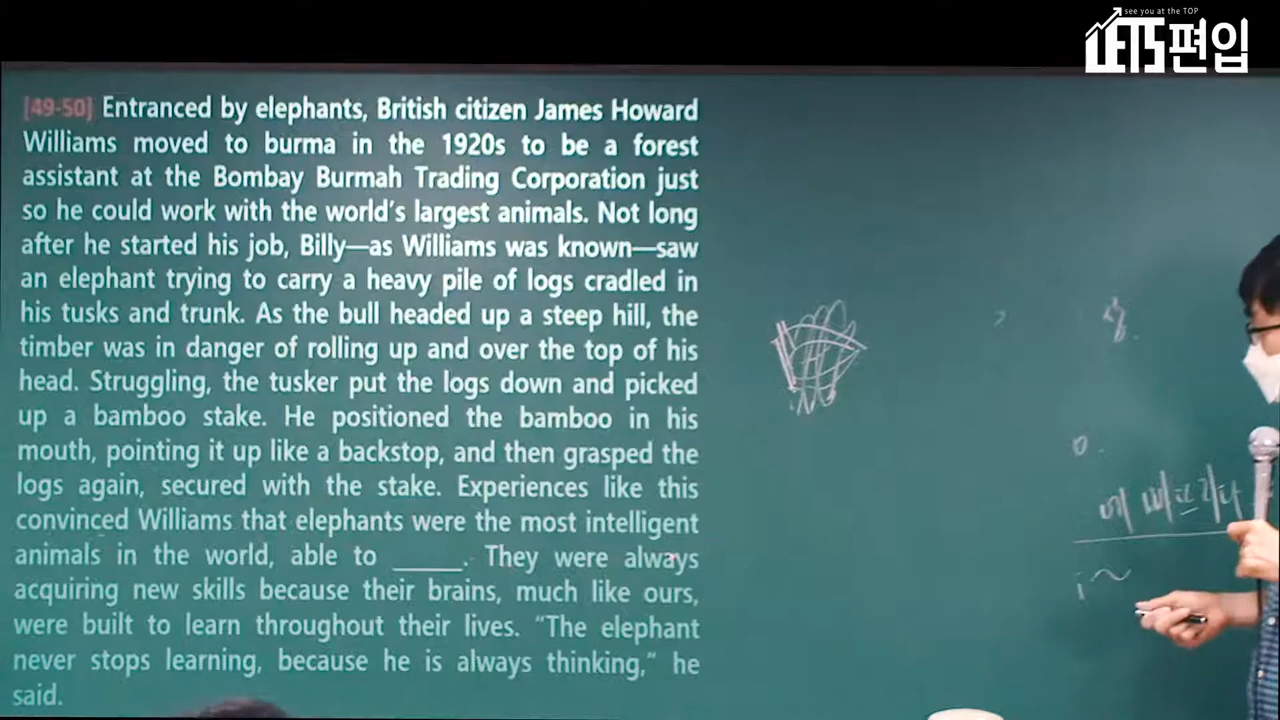 see you at the TOP
LETS편입
[49-50] Entranced by elephants, British citizen James Howard
Williams moved to burma in the 1920s to be a forest
assistant at the Bombay Burmah Trading Corporation just
so he could work with the world's largest animals. Not long
after he started his job, Billy—as Williams was known—saw
an elephant trying to carry a heavy pile of logs cradled in
his tusks and trunk. As the bull headed up a steep hill, the
timber was in danger of rolling up and over the top of his
head. Struggling, the tusker put the logs down and picked
up a bamboo stake. He positioned the bamboo in his
mouth, pointing it up like a backstop, and then grasped the
logs again, secured with the stake. Experiences like this
convinced Williams that elephants were the most intelligent
animals in the world, able to _____. They were always
acquiring new skills because their brains, much like ours,
were built to learn throughout their lives. “The elephant
never stops learning, because he is always thinking,” he
said.